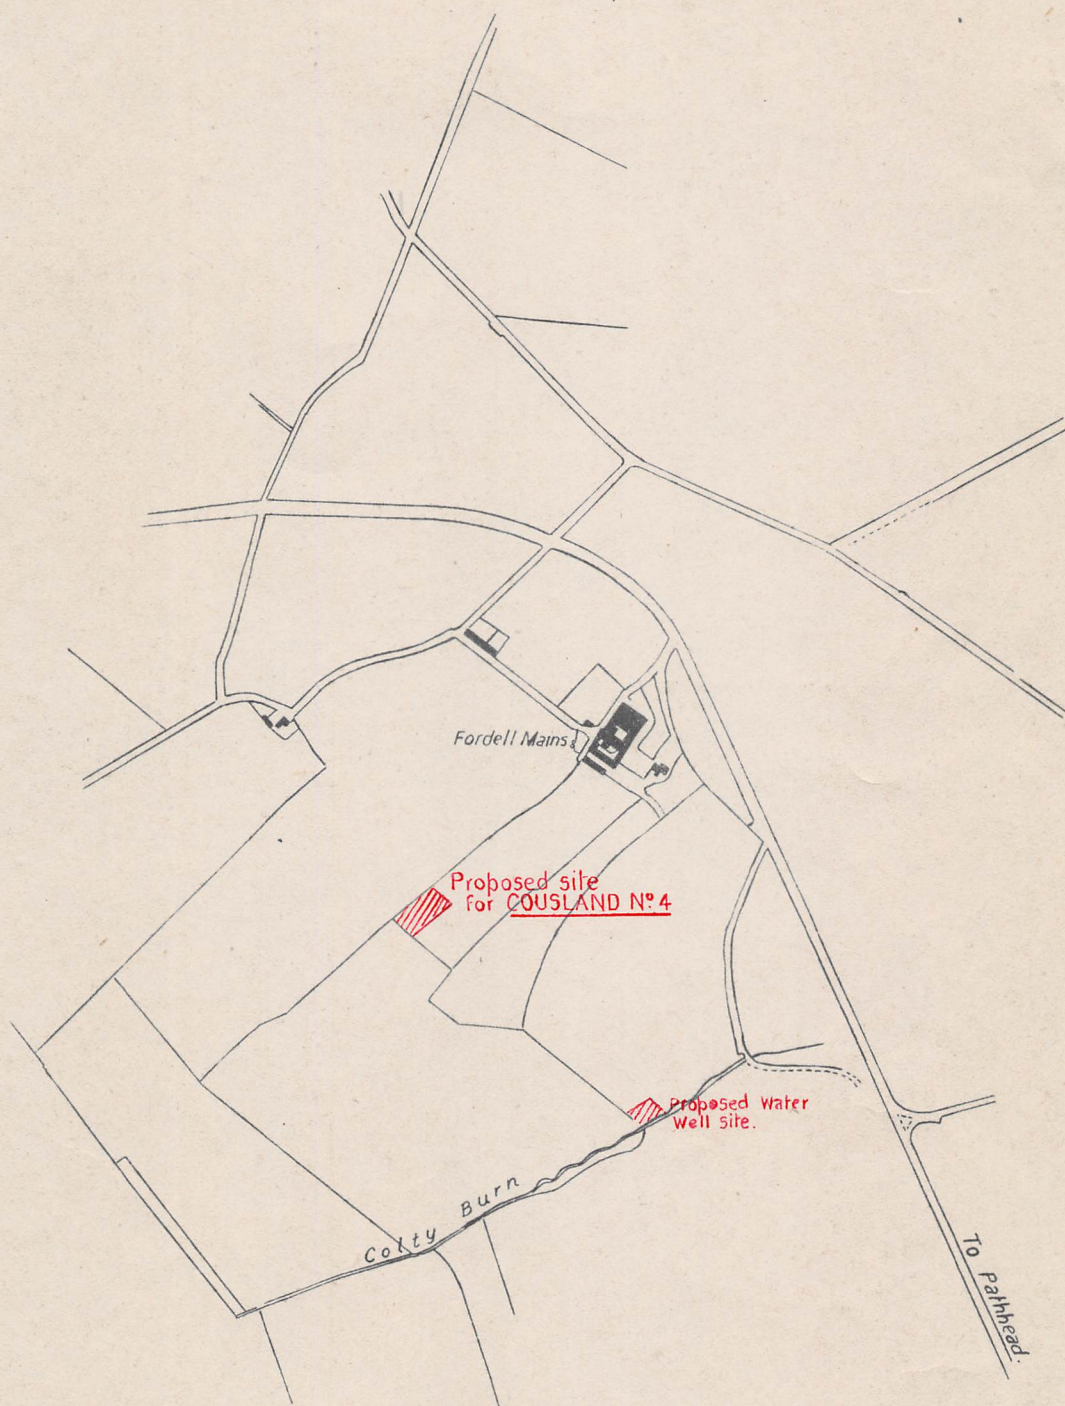 Fordell Mains
Proposed site
for COUSLAND Nº 4
Proposed Water
Well Site.
Colty Burn
To Pathhead.